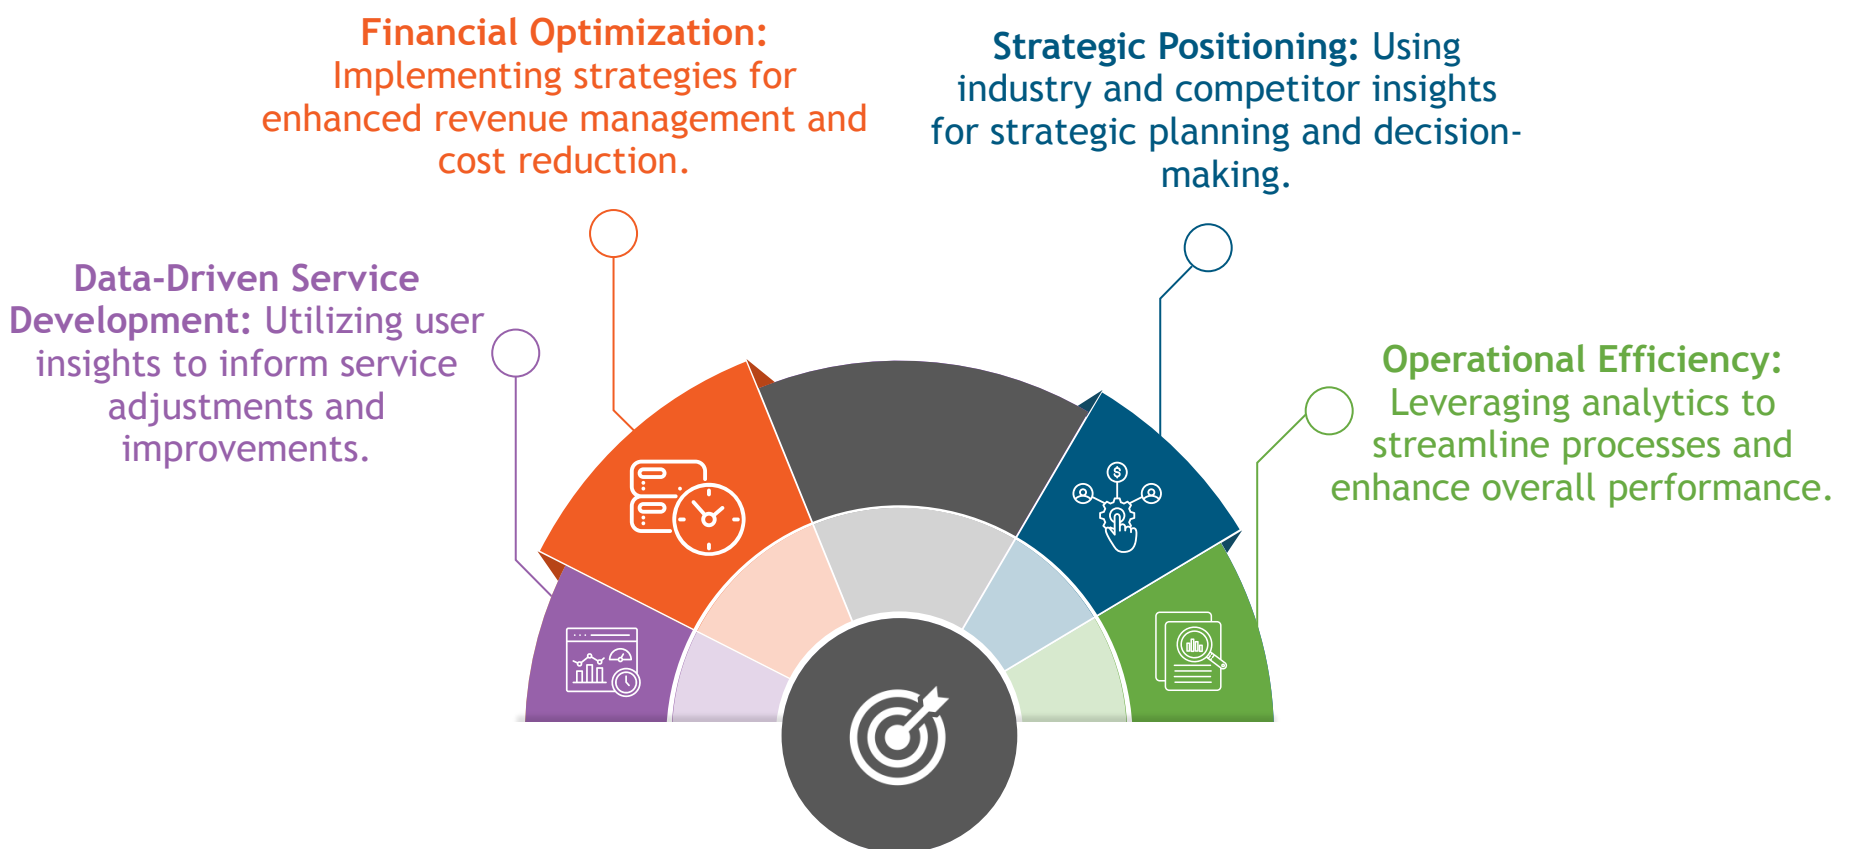 Financial Optimization:
Implementing strategies for
enhanced revenue management and
cost reduction.
Strategic Positioning: Using
industry and competitor insights
for strategic planning and decision-
making.
Data-Driven Service
Development: Utilizing user
insights to inform service
adjustments and
improvements.
Operational Efficiency:
Leveraging analytics to
streamline processes and
enhance overall performance.
$